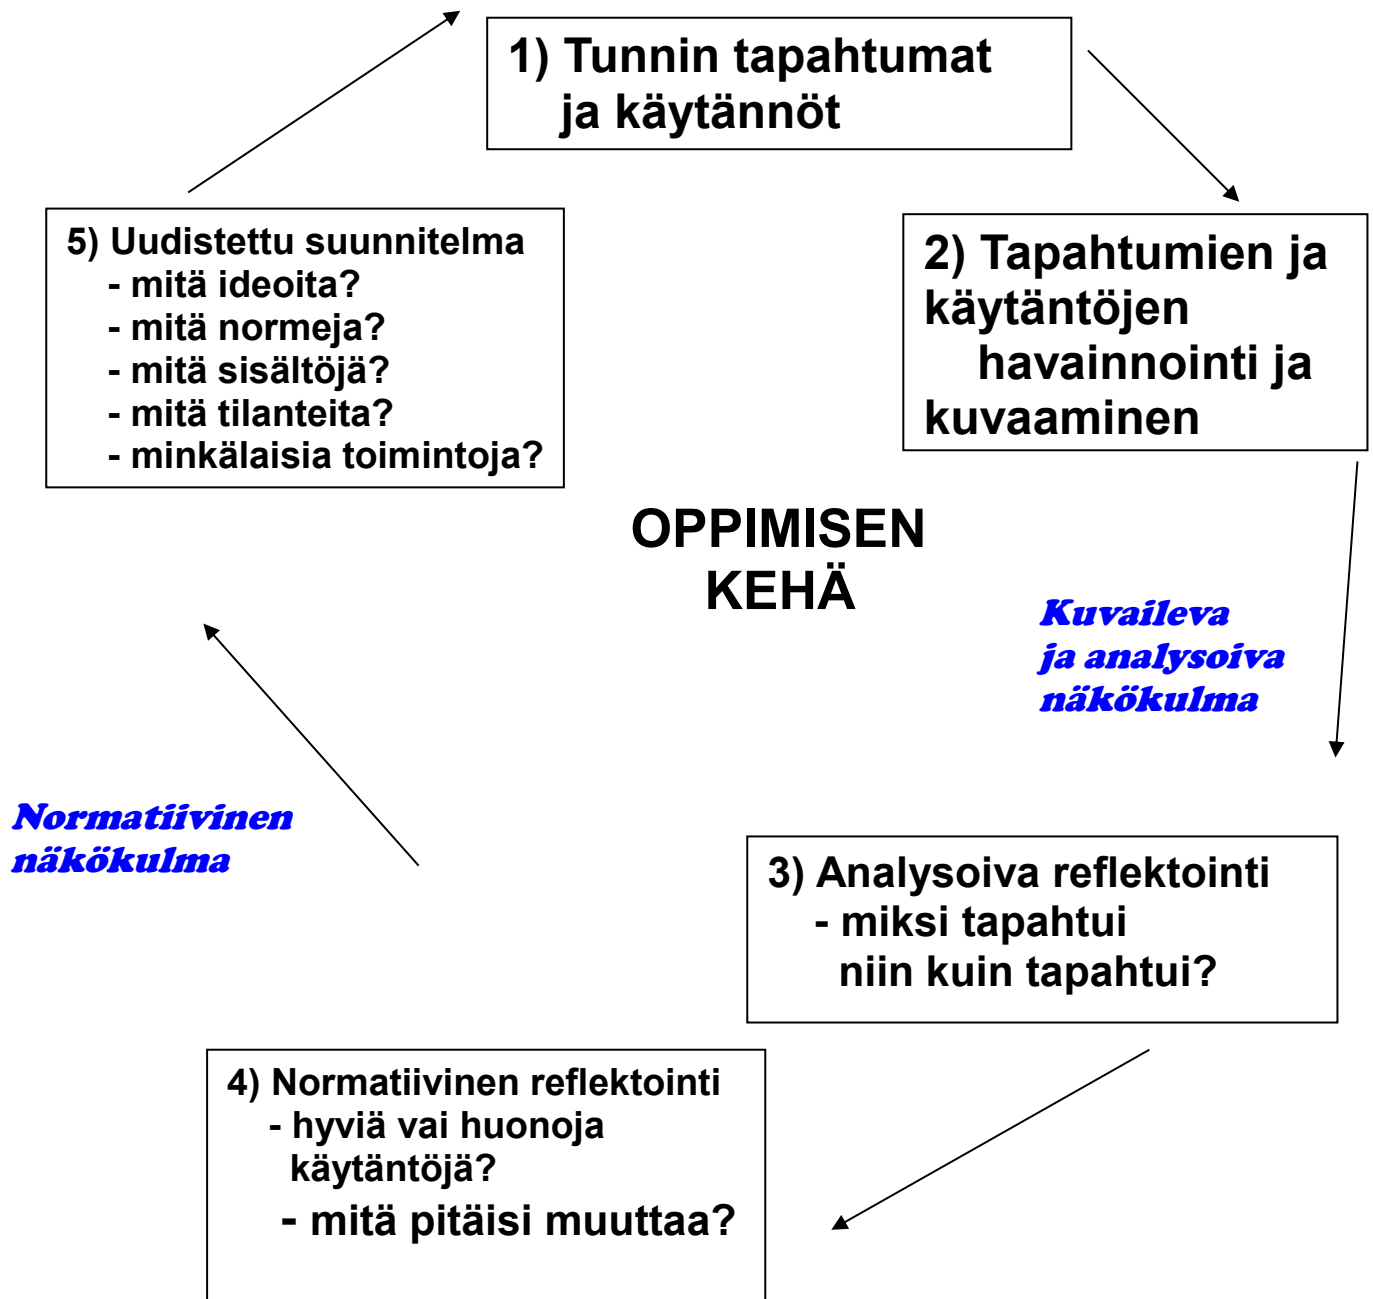 1) Tunnin tapahtumat
ja käytännöt
2) Tapahtumien ja
käytäntöjen
havainnointi ja
kuvaaminen
OPPIMISEN
KEHÄ
Kuvaileva
ja analysoiva
näkökulma
3) Analysoiva reflektointi
- miksi tapahtui
niin kuin tapahtui?
4) Normatiivinen reflektointi
- hyviä vai huonoja
käytäntöjä?
- mitä pitäisi muuttaa?
Normatiivinen
näkökulma
5) Uudistettu suunnitelma
- mitä ideoita?
- mitä normeja?
- mitä sisältöjä?
- mitä tilanteita?
- minkälaisia toimintoja?